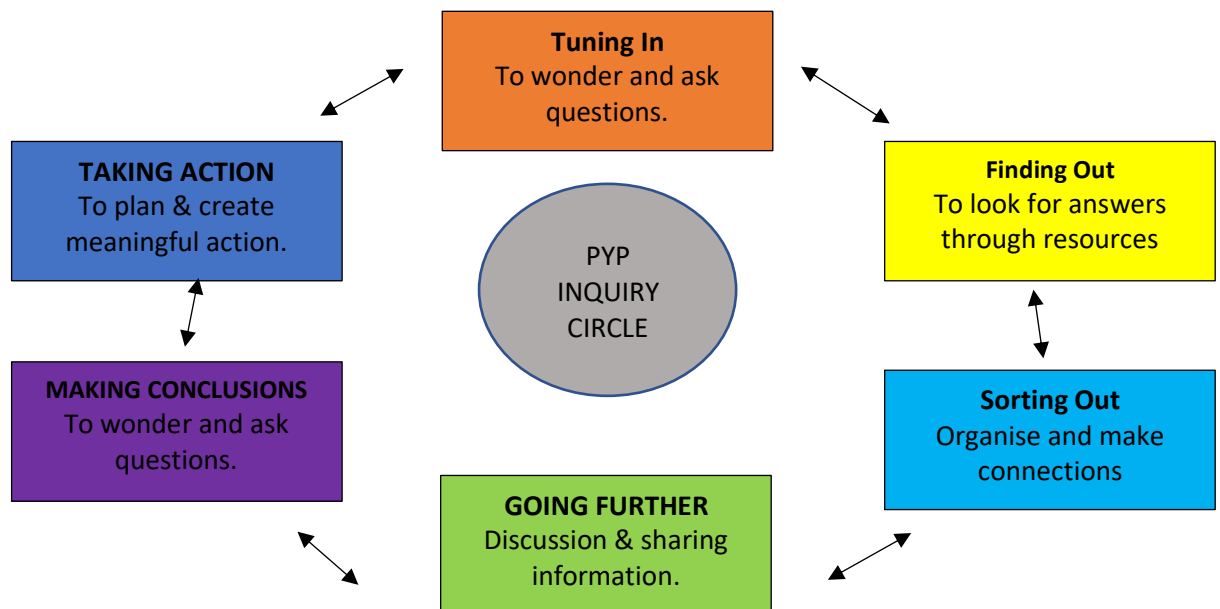 Tuning In
To wonder and ask
questions.
Finding Out
To look for answers
through resources
Sorting Out
Organise and make
connections
GOING FURTHER
Discussion & sharing
information.
MAKING CONCLUSIONS
To wonder and ask
questions.
TAKING ACTION
To plan & create
meaningful action.
PYP
INQUIRY
CIRCLE